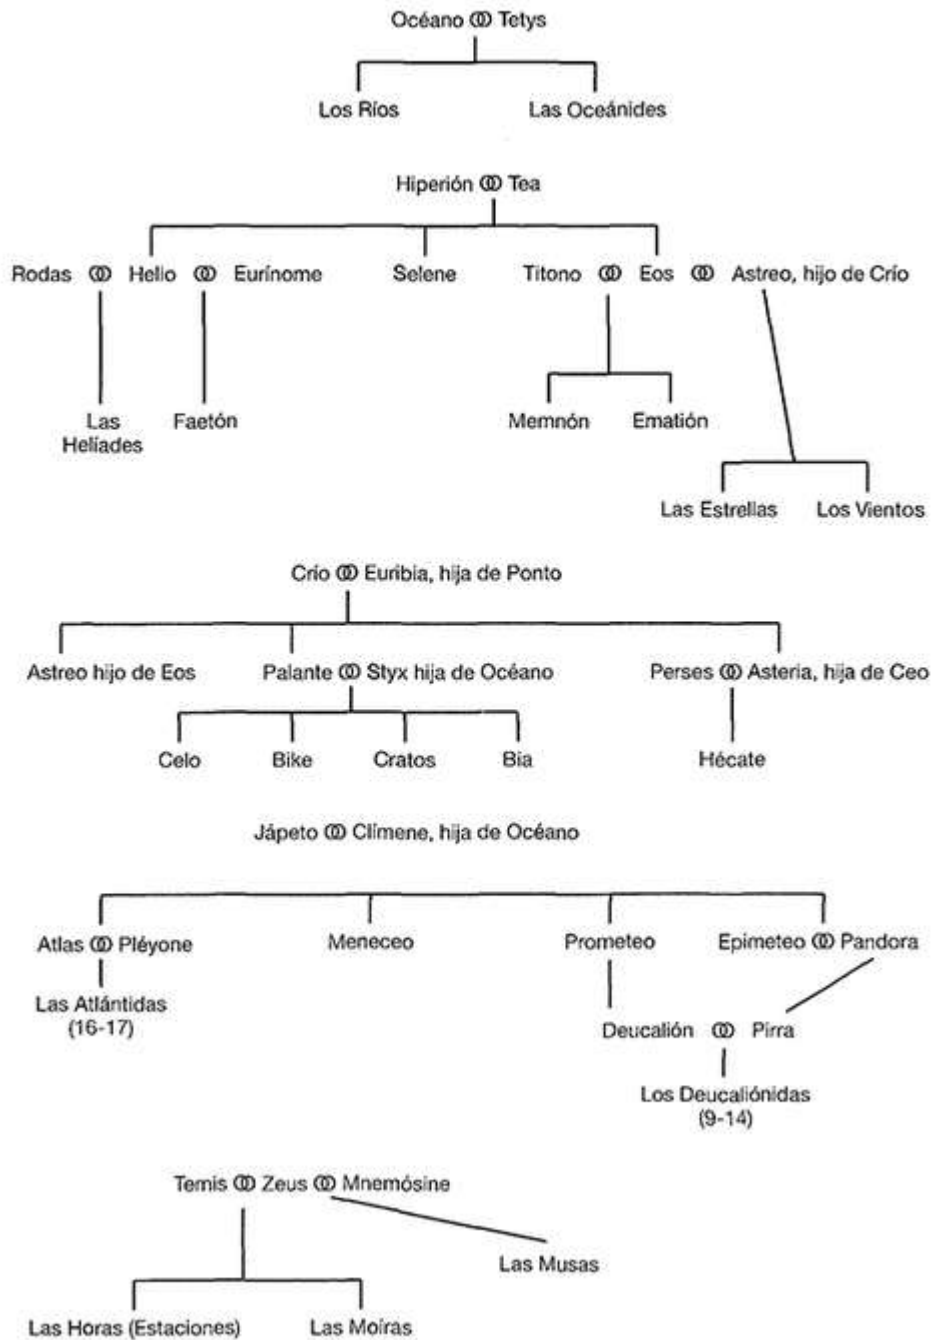 Océano ⚭ Tetys
Los Ríos Las Oceánides
Hiperión ⚭ Tea
Rodas ⚭ Helio ⚭ Eurínome Selene Titono ⚭ Eos ⚭ Astreo, hijo de Crío
Las Helíades Faetón Memnón Ematión
Las Estrellas Los Vientos
Crío ⚭ Euribia, hija de Ponto
Astreo hijo de Eos Palante ⚭ Styx hija de Océano Perses ⚭ Asteria, hija de Ceo
Celo Bike Cratos Bia Hécate
Jápeto ⚭ Clímene, hija de Océano
Atlas ⚭ Pléyone Meneceo Prometeo Epimeteo ⚭ Pandora
Las Atlántidas
(16-17)
Deucalión ⚭ Pirra
Los Deucaliónidas
(9-14)
Temis ⚭ Zeus ⚭ Mnemósine
Las Musas
Las Horas (Estaciones) Las Moiras